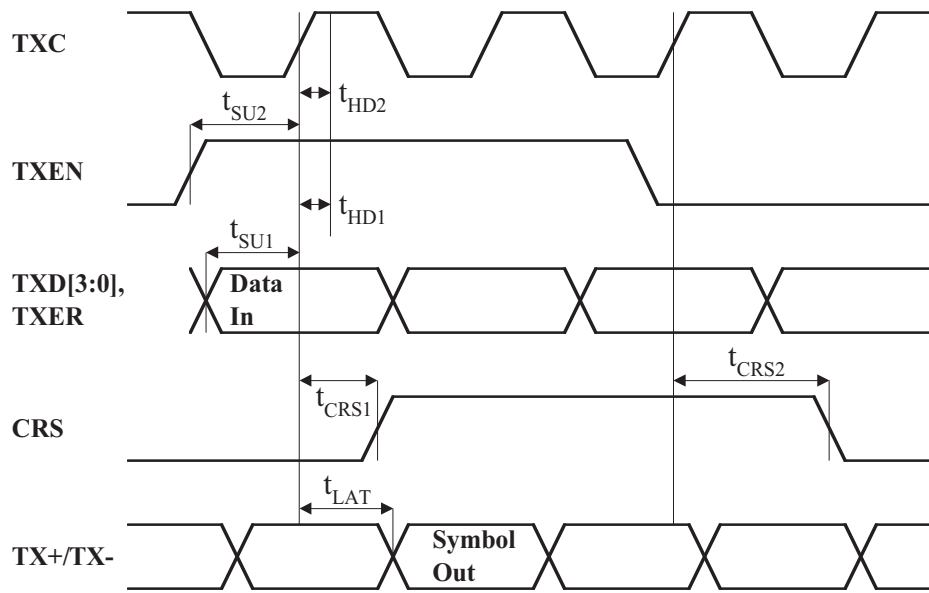 TXC
tHD2
tSU2
TXEN
tHD1
tSU1
TXD[3:0],
TXER
Data
In
tCRS2
tCRS1
CRS
tLAT
TX+/TX-
Symbol
Out